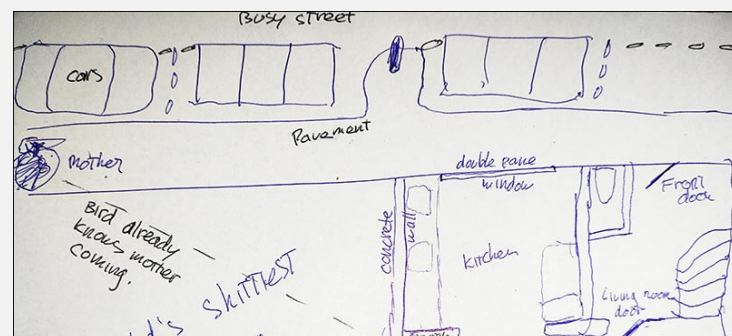 Busy street
cars
Pavement
mother
double pane
window
Front
door
Bird already
knows mother
coming.
concrete
wall
kitchen
Living room
door
shittiest